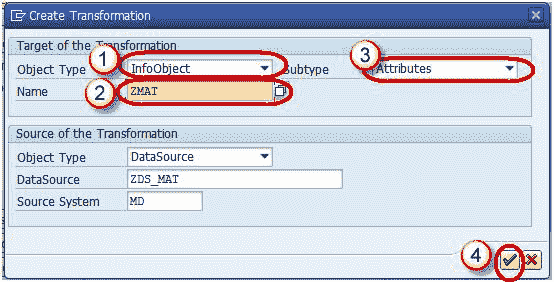 Create Transformation
Target of the Transformation
1 3
Object Type InfoObject Subtype Attributes
2
Name ZMAT
Source of the Transformation
Object Type DataSource
DataSource ZDS_MAT
Source System MD
4